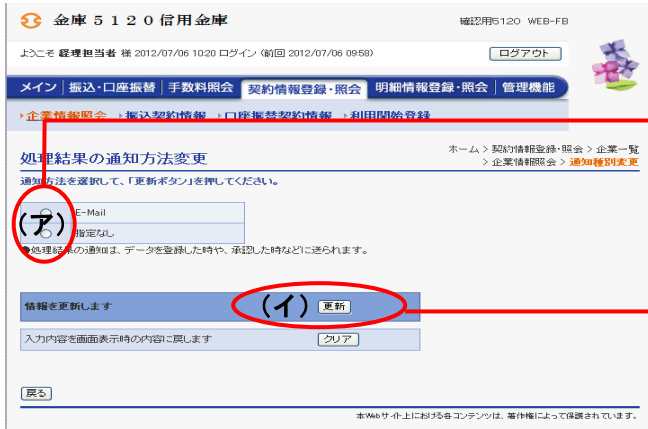 金庫５１２０信用金庫
確認用5120 WEB-FB
ようこそ 経理担当者 様 2012/07/06 10:20 ログイン (前回 2012/07/06 09:58)
ログアウト
メイン 振込・口座振替 手数料照会 契約情報登録・照会 明細情報登録・照会 管理機能
企業情報照会 振込契約情報 口座振替契約情報 利用開始登録
処理結果の通知方法変更
ホーム > 契約情報登録・照会 > 企業一覧
> 企業情報照会 > 通知種別変更
通知方法を選択して、「更新ボタン」を押してください。
E-Mail
(ア)
指定なし
●処理結果の通知は、データを登録した時や、承認した時などに送られます。
情報を更新します
(イ)
更新
入力内容を画面表示時の内容に戻します
クリア
戻る
本Webサイト上における各コンテンツは、著作権によって保護されています。